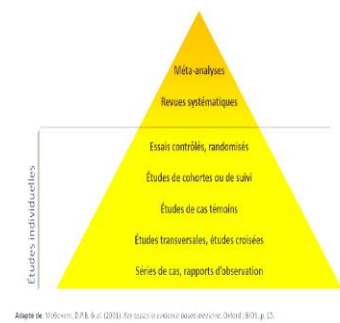 Méta-analyses
Revues systématiques
Essais contrôlés, randomisés
Études de cohortes ou de suivi
Études de cas témoins
Études transversales, études croisées
Séries de cas, rapports d'observation
Études individuelles
Adapté de: McGovern, D.P.B. & al. (2001). Key topics in evidence based medicine. Oxford: BIOS, p. 15.